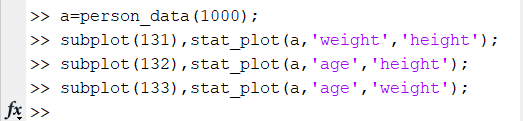 >> a=person_data(1000);
>> subplot(131),stat_plot(a,'weight','height');
>> subplot(132),stat_plot(a,'age','height');
>> subplot(133),stat_plot(a,'age','weight');
fx >>